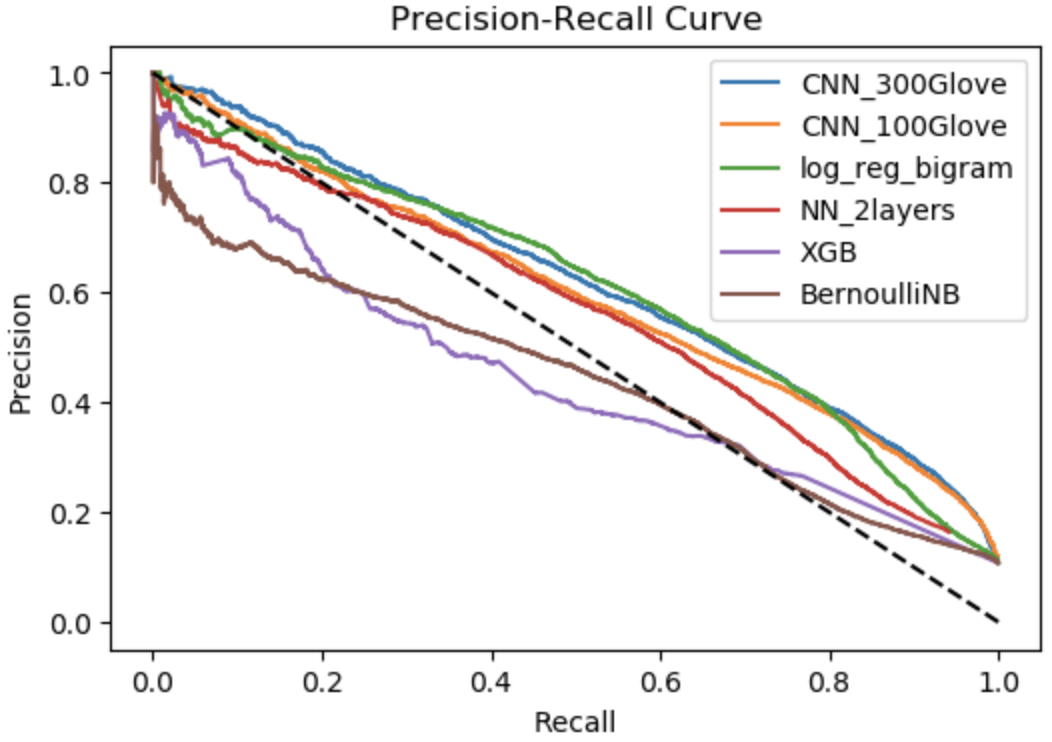 Precision-Recall Curve
Precision
1.0
0.8
0.6
0.4
0.2
0.0
CNN_300Glove
CNN_100Glove
log_reg_bigram
NN_2layers
XGB
BernoulliNB
0.0 0.2 0.4 0.6 0.8 1.0
Recall